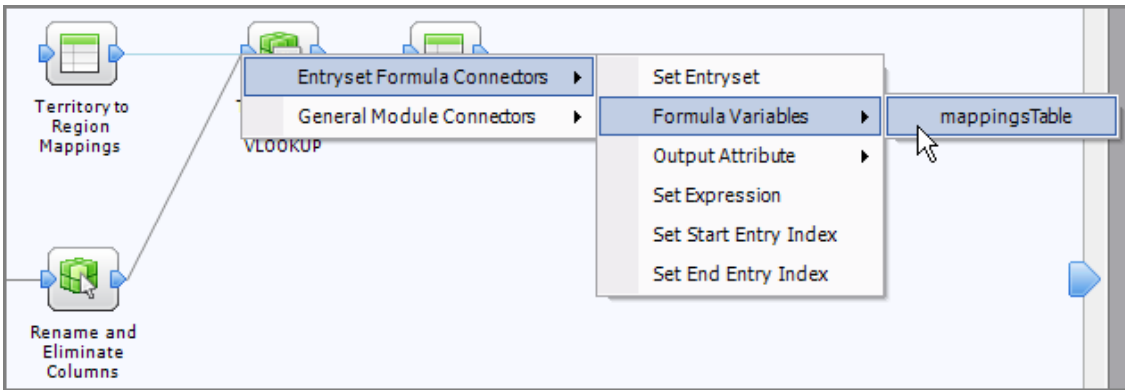 Entryset Formula Connectors
Set Entryset
Territory to
Region
Mappings
General Module Connectors
Formula Variables
mappingsTable
VLOOKUP
Output Attribute
Set Expression
Set Start Entry Index
Set End Entry Index
Rename and
Eliminate
Columns